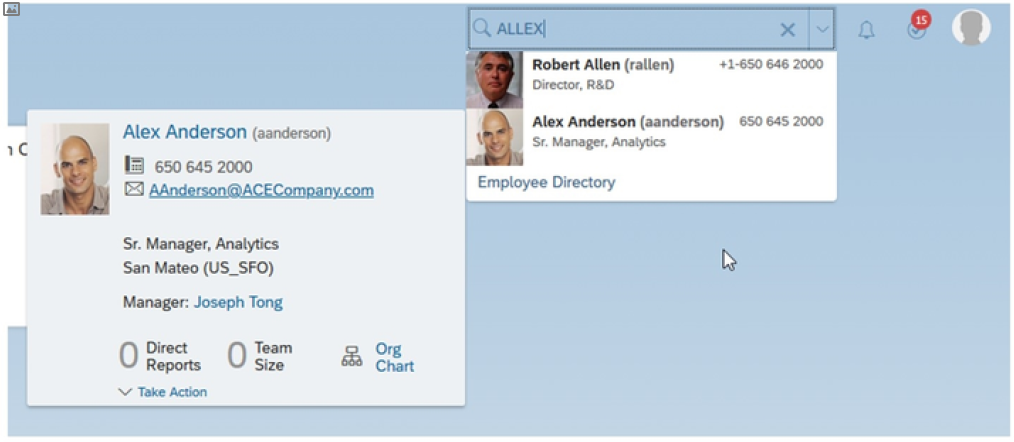 ALLEX
15
Robert Allen (rallen) +1-650 646 2000
Director, R&D
Alex Anderson (aanderson) 650 645 2000
Sr. Manager, Analytics
Employee Directory
Alex Anderson (aanderson)
650 645 2000
AAnderson@ACECompany.com
Sr. Manager, Analytics
San Mateo (US_SFO)
Manager: Joseph Tong
0 Direct Reports 0 Team Size Org Chart
Take Action